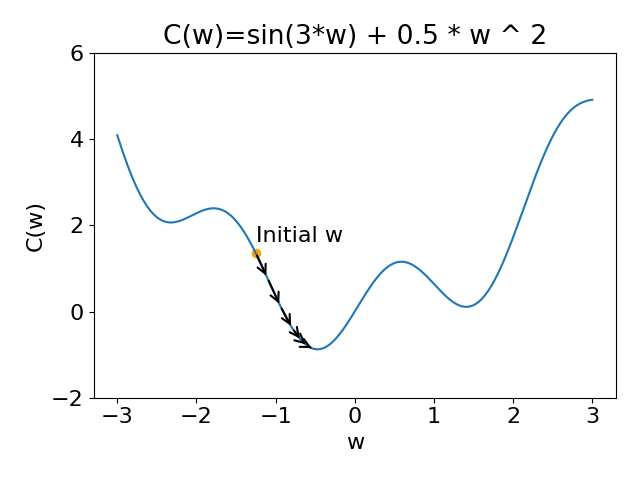 C(w)=sin(3*w) + 0.5 * w ^ 2
6
4
2
0
−2
C(w)
Initial w
−3 −2 −1 0 1 2 3
w